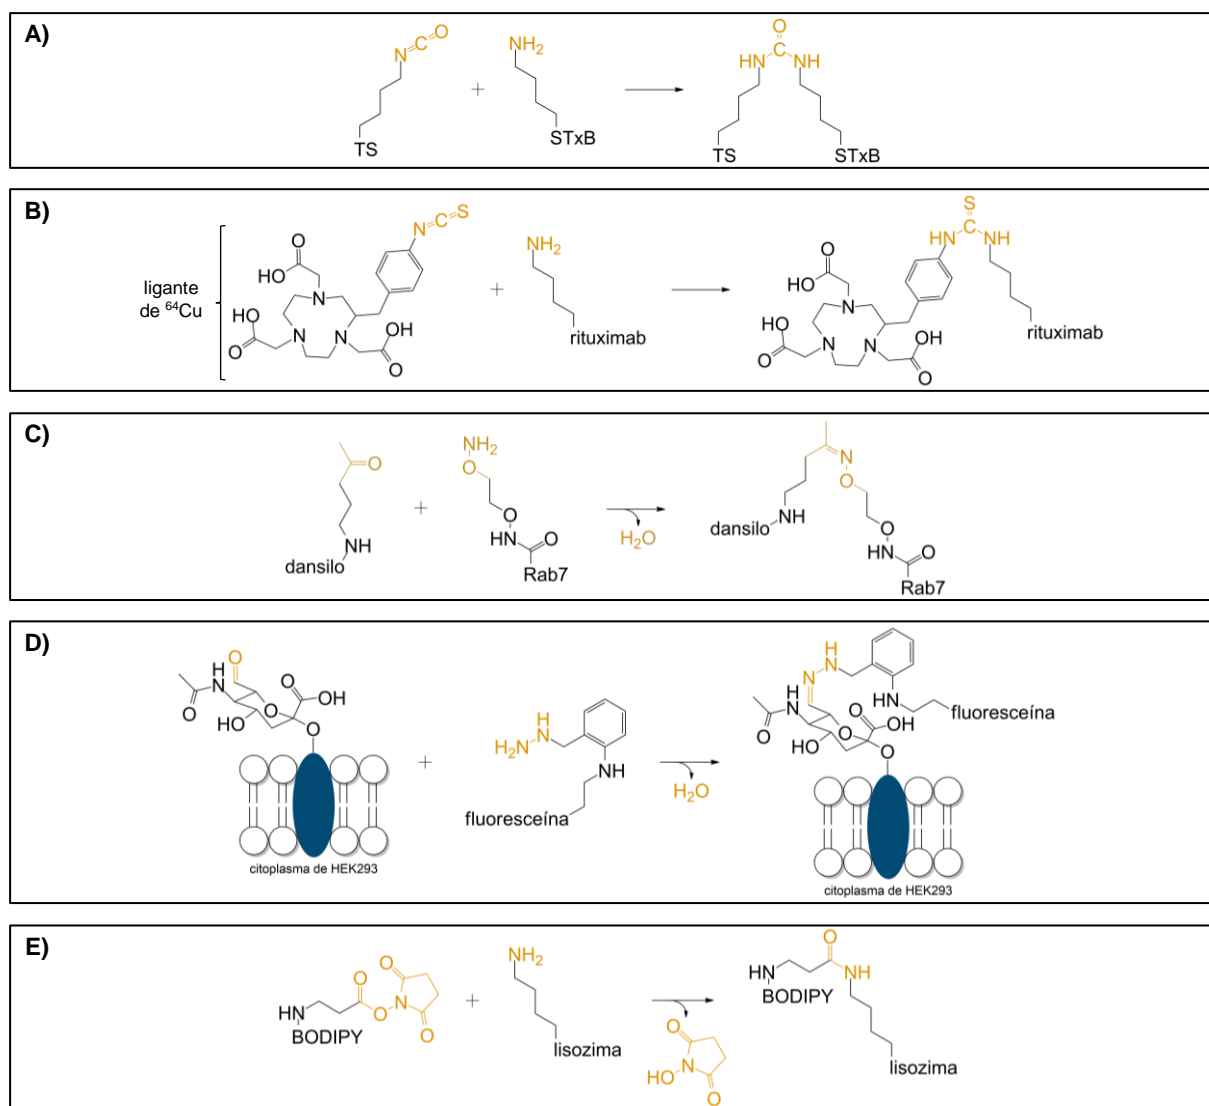 A)
N=C=O
NH2
O
HN C NH
+
TS
STxB
TS
STxB
B)
ligante
de 64Cu
N=C=S
O
HO
N
HO
O
N
N
OH
O
+
NH2
rituximab
S
HN C NH
O
HO
N
HO
O
N
N
OH
O
rituximab
C)
O
NH
dansilo
+
NH2
O
O
HN
O
Rab7
H2O
N
O
NH
dansilo
O
HN
O
Rab7
D)
O
H
N
O
HO
O
O
OH
O
citoplasma de HEK293
+
H
N
H2N
NH
fluoresceína
H2O
H
N
N
HN
fluoresceína
H
N
O
HO
O
O
OH
O
citoplasma de HEK293
E)
HN
BODIPY
O
O
O
N
O
+
NH2
lisozima
O
N
HO
O
O
HN
NH
BODIPY
lisozima